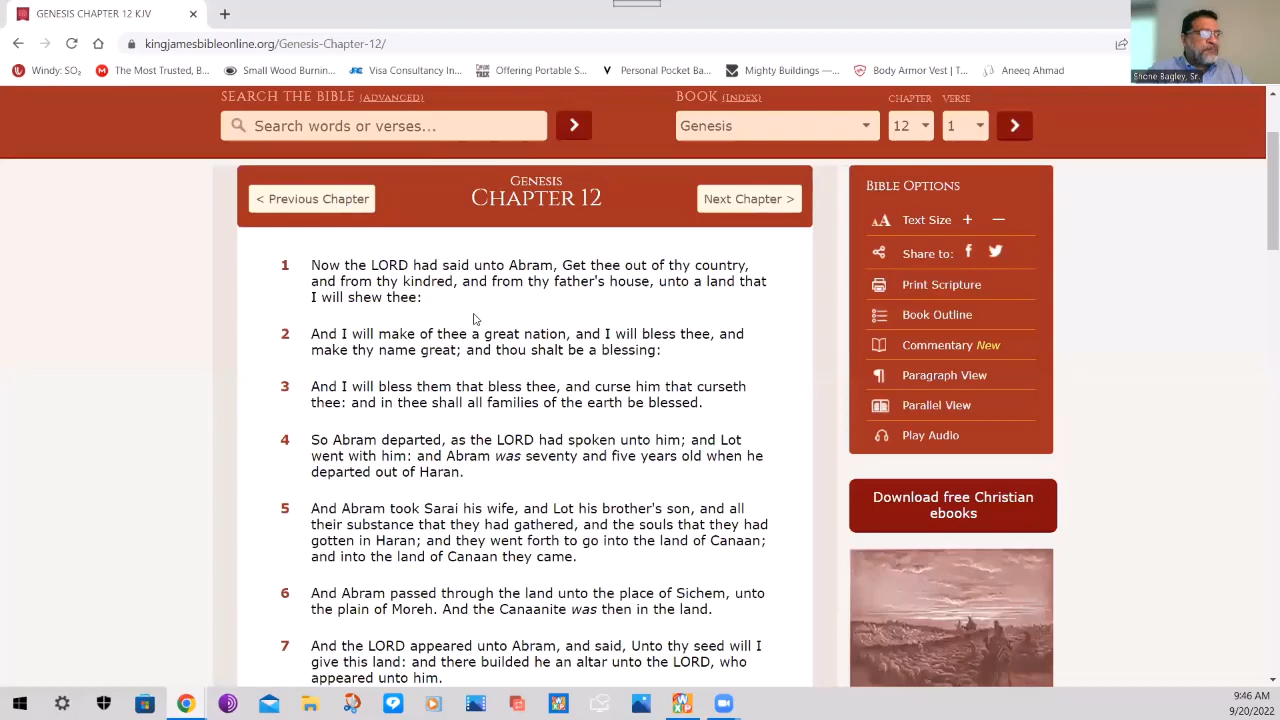 GENESIS CHAPTER 12 KJV
kingjamesbibleonline.org/Genesis-Chapter-12/
Windy: SO₂
The Most Trusted, B...
Small Wood Burnin...
Visa Consultancy In...
Offering Portable S...
Personal Pocket Ba...
Mighty Buildings —...
Body Armor Vest | T...
Aneeq Ahmad
Shone Bagley, Sr.
SEARCH THE BIBLE (ADVANCED)
BOOK (INDEX)
CHAPTER
VERSE
Search words or verses...
Genesis
12
1
< Previous Chapter
GENESIS
CHAPTER 12
Next Chapter >
1 Now the LORD had said unto Abram, Get thee out of thy country,
and from thy kindred, and from thy father's house, unto a land that
I will shew thee:
2 And I will make of thee a great nation, and I will bless thee, and
make thy name great; and thou shalt be a blessing:
3 And I will bless them that bless thee, and curse him that curseth
thee: and in thee shall all families of the earth be blessed.
4 So Abram departed, as the LORD had spoken unto him; and Lot
went with him: and Abram was seventy and five years old when he
departed out of Haran.
5 And Abram took Sarai his wife, and Lot his brother's son, and all
their substance that they had gathered, and the souls that they had
gotten in Haran; and they went forth to go into the land of Canaan;
and into the land of Canaan they came.
6 And Abram passed through the land unto the place of Sichem, unto
the plain of Moreh. And the Canaanite was then in the land.
7 And the LORD appeared unto Abram, and said, Unto thy seed will I
give this land: and there builded he an altar unto the LORD, who
appeared unto him.
BIBLE OPTIONS
AA Text Size + −
Share to:
Print Scripture
Book Outline
Commentary New
Paragraph View
Parallel View
Play Audio
Download free Christian
ebooks
9:46 AM
9/20/2022